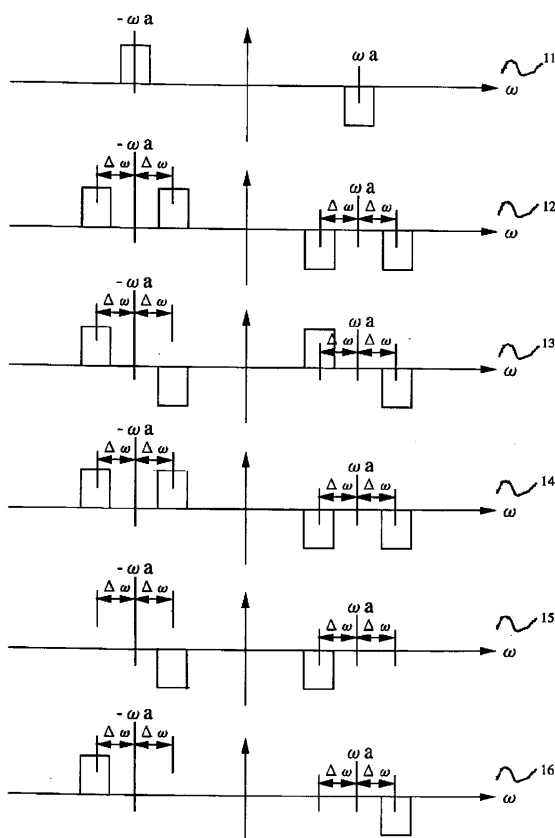 - ω a
ω a
11
ω
- ω a
Δ ω Δ ω
ω a
Δ ω Δ ω
12
ω
- ω a
Δ ω Δ ω
ω a
Δ ω Δ ω
13
ω
- ω a
Δ ω Δ ω
ω a
Δ ω Δ ω
14
ω
- ω a
Δ ω Δ ω
ω a
Δ ω Δ ω
15
ω
- ω a
Δ ω Δ ω
ω a
Δ ω Δ ω
16
ω